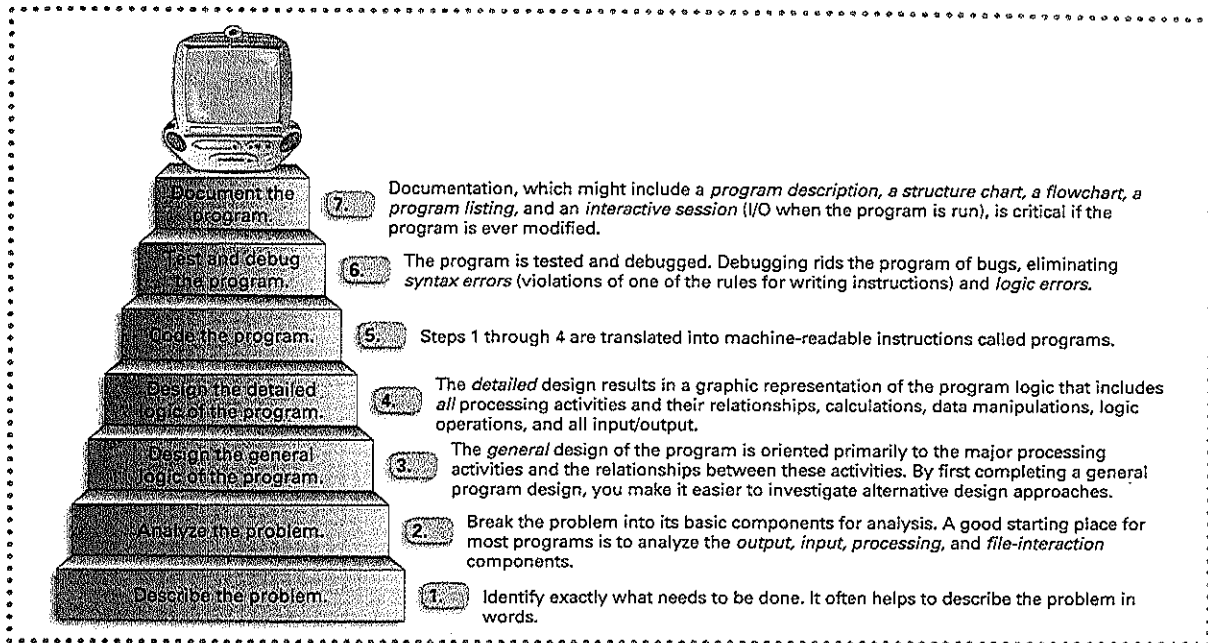 Document the
program.
7.
Documentation, which might include a program description, a structure chart, a flowchart, a
program listing, and an interactive session (I/O when the program is run), is critical if the
program is ever modified.
Test and debug
the program.
6.
The program is tested and debugged. Debugging rids the program of bugs, eliminating
syntax errors (violations of one of the rules for writing instructions) and logic errors.
Code the program.
5.
Steps 1 through 4 are translated into machine-readable instructions called programs.
Design the detailed
logic of the program.
4.
The detailed design results in a graphic representation of the program logic that includes
all processing activities and their relationships, calculations, data manipulations, logic
operations, and all input/output.
Design the general
logic of the program.
3.
The general design of the program is oriented primarily to the major processing
activities and the relationships between these activities. By first completing a general
program design, you make it easier to investigate alternative design approaches.
Analyze the problem.
2.
Break the problem into its basic components for analysis. A good starting place for
most programs is to analyze the output, input, processing, and file-interaction
components.
Describe the problem.
1.
Identify exactly what needs to be done. It often helps to describe the problem in
words.